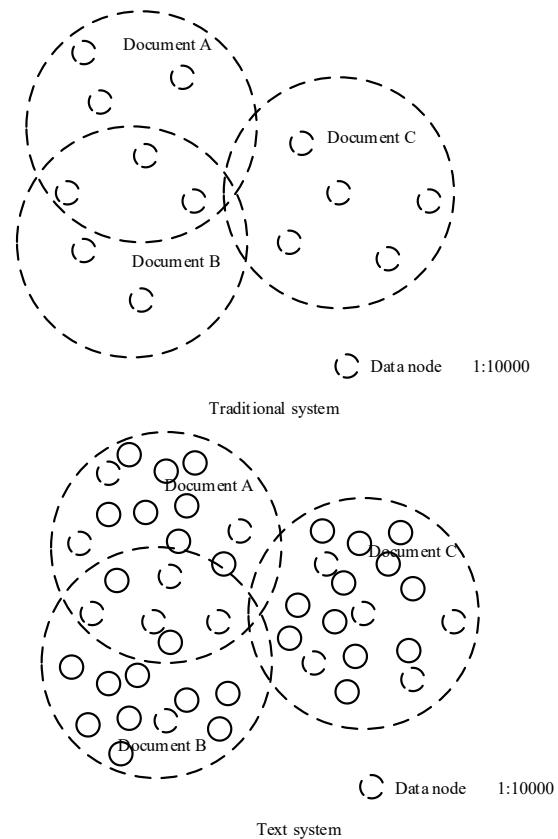 Document A
Document C
Document B
Data node 1:10000
Traditional system
Document A
Document C
Document B
Data node 1:10000
Text system